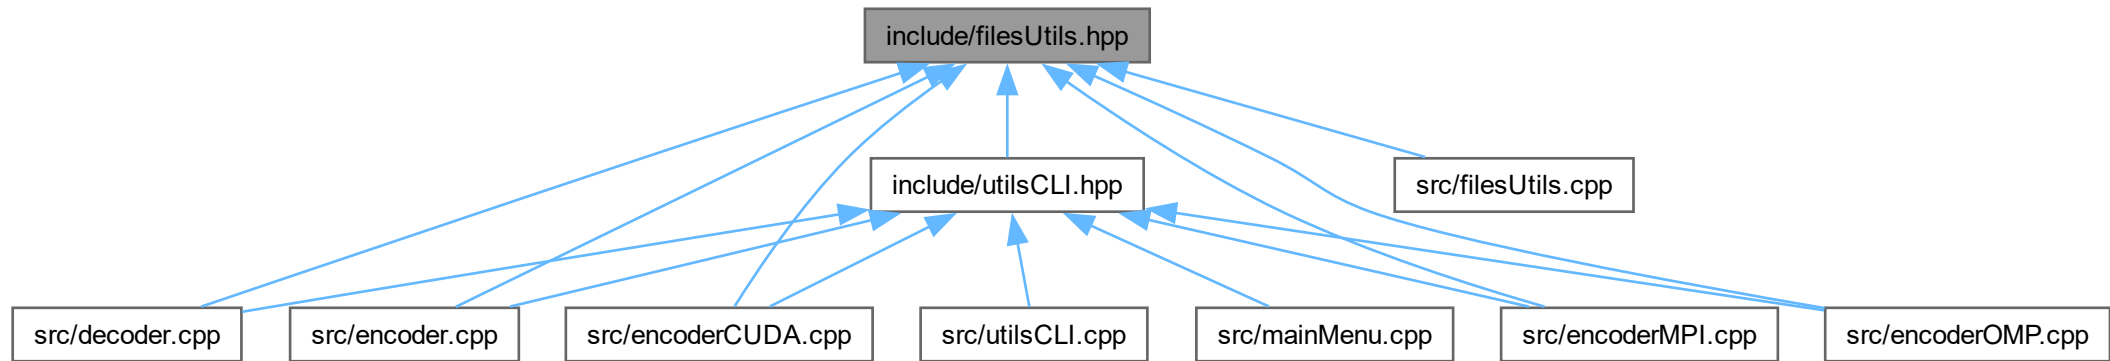 include/filesUtils.hpp
include/utilsCLI.hpp
src/filesUtils.cpp
src/decoder.cpp
src/encoder.cpp
src/encoderCUDA.cpp
src/utilsCLI.cpp
src/mainMenu.cpp
src/encoderMPI.cpp
src/encoderOMP.cpp